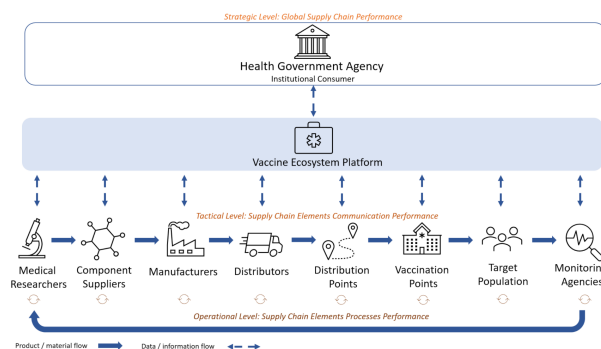 Strategic Level: Global Supply Chain Performance
Health Government Agency
Institutional Consumer
Vaccine Ecosystem Platform
Tactical Level: Supply Chain Elements Communication Performance
Medical
Researchers
Component
Suppliers
Manufacturers
Distributors
Distribution
Points
Vaccination
Points
Target
Population
Monitoring
Agencies
Operational Level: Supply Chain Elements Processes Performance
Product / material flow
Data / information flow